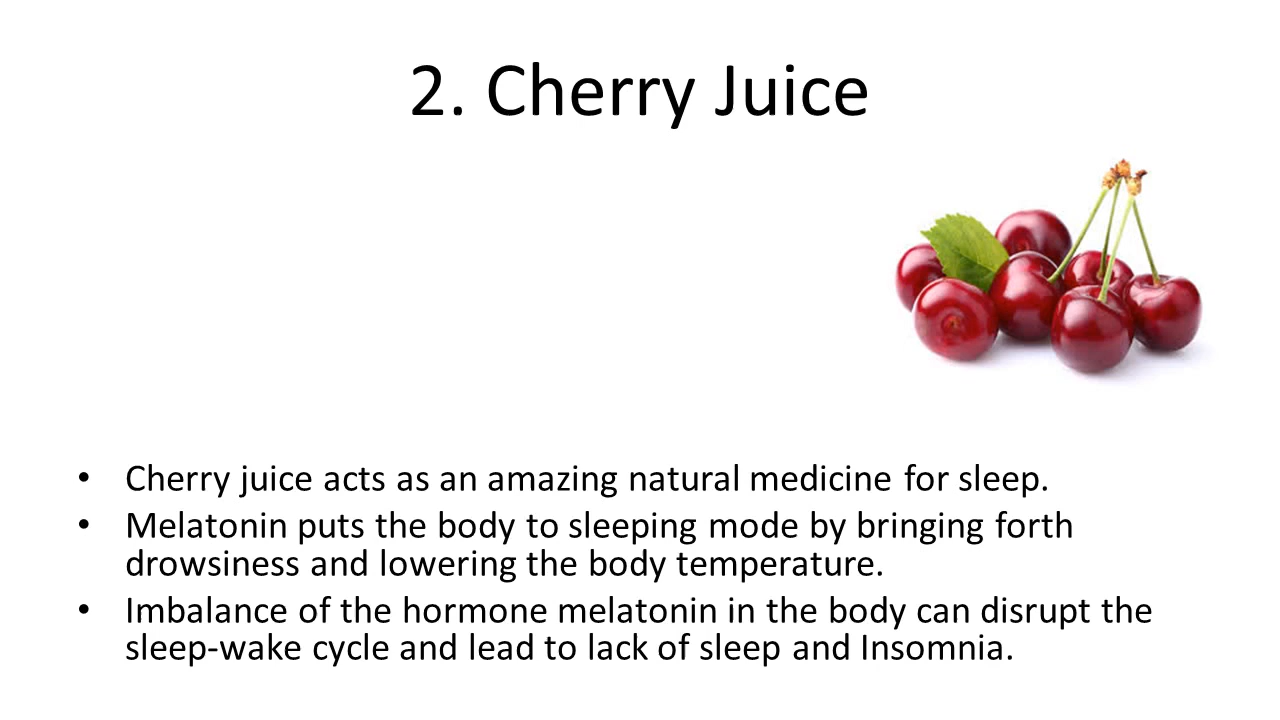 2. Cherry Juice
• Cherry juice acts as an amazing natural medicine for sleep.
• Melatonin puts the body to sleeping mode by bringing forth
drowsiness and lowering the body temperature.
• Imbalance of the hormone melatonin in the body can disrupt the
sleep-wake cycle and lead to lack of sleep and Insomnia.